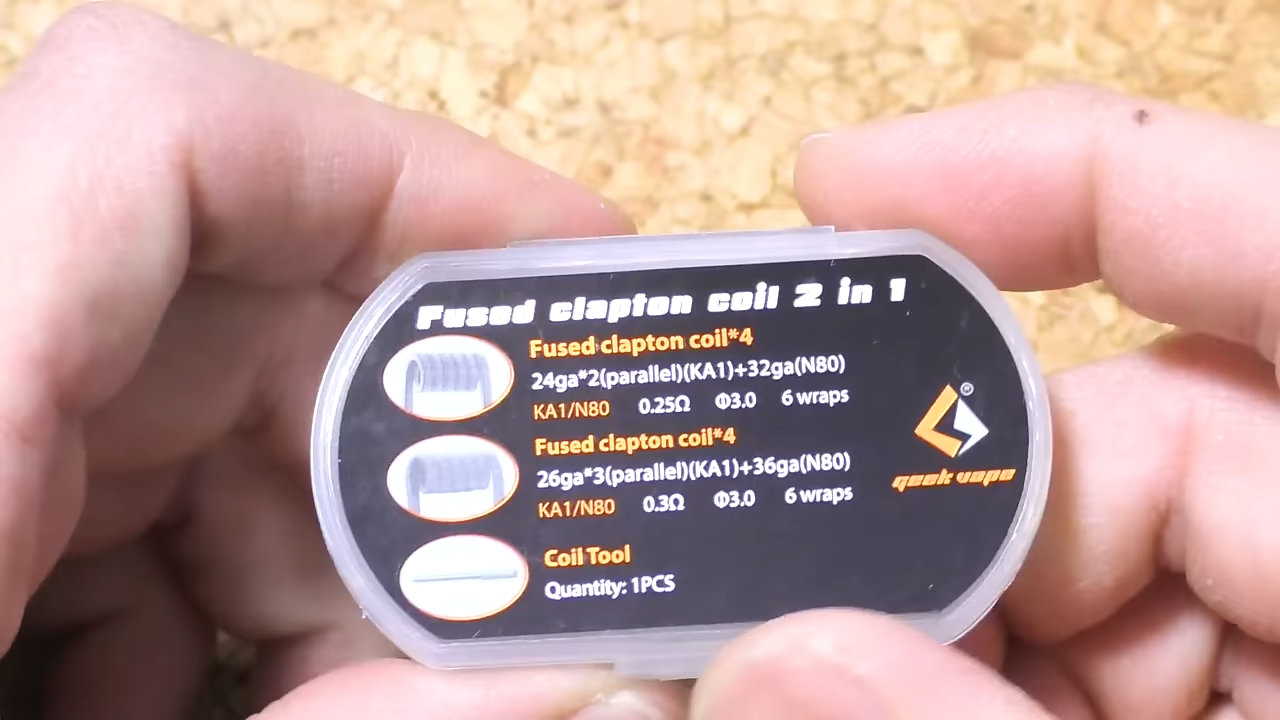 Fused clapton coil 2 in 1
Fused clapton coil*4
24ga*2(parallel)(KA1)+32ga(N80)
KA1/N80 0.25Ω Φ3.0 6 wraps
Fused clapton coil*4
26ga*3(parallel)(KA1)+36ga(N80)
KA1/N80 0.3Ω Φ3.0 6 wraps
Coil Tool
Quantity: 1PCS
®
geek vape